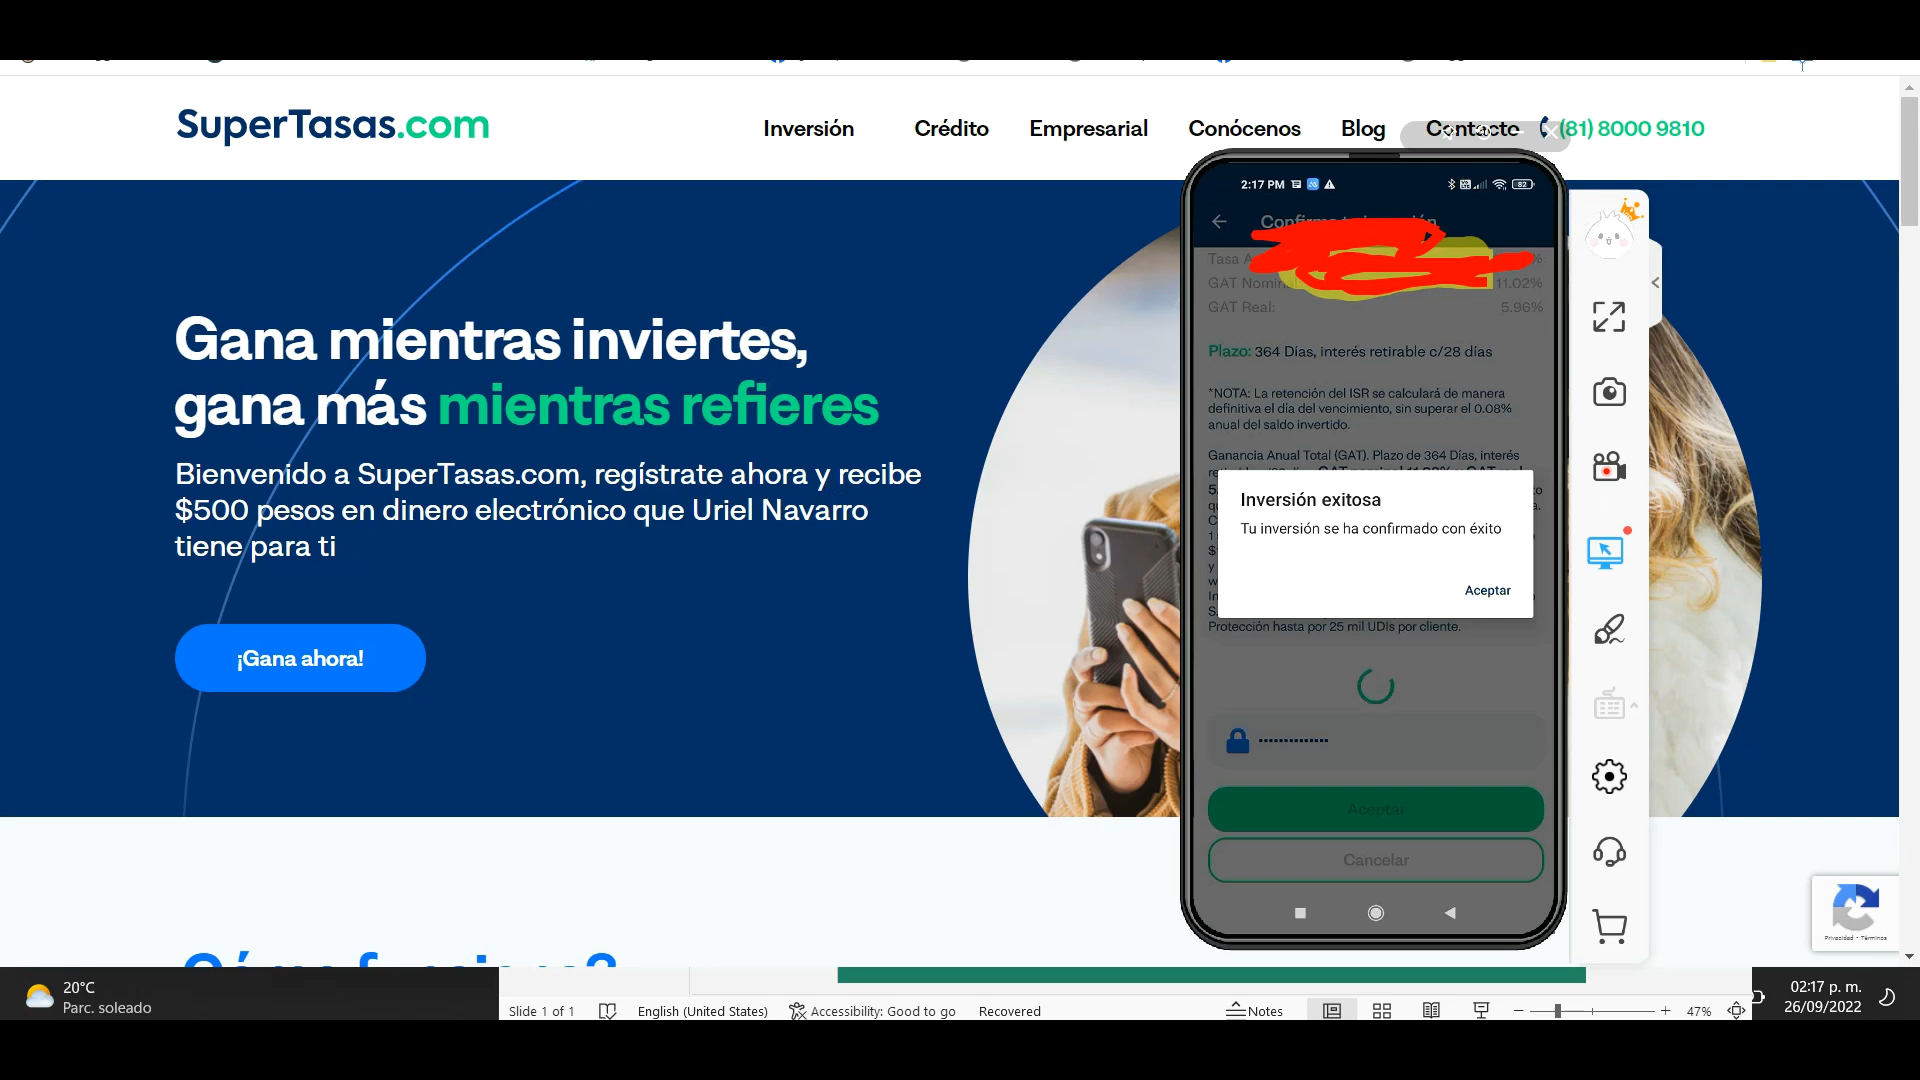 SuperTasas.com
Inversión
Crédito
Empresarial
Conócenos
Blog
Contacto
(81) 8000 9810
Gana mientras inviertes,
gana más mientras refieres
Bienvenido a SuperTasas.com, regístrate ahora y recibe
$500 pesos en dinero electrónico que Uriel Navarro
tiene para ti
¡Gana ahora!
2:17 PM
82
Tasa
11.02%
GAT Real:
5.96%
Plazo: 364 Días, interés retirable c/28 días
*NOTA: La retención del ISR se calculará de manera
definitiva el día del vencimiento, sin superar el 0.08%
anual del saldo invertido.
Ganancia Anual Total (GAT). Plazo de 364 Días, interés
Inversión exitosa
Tu inversión se ha confirmado con éxito
Aceptar
Protección hasta por 25 mil UDIs por cliente.
Aceptar
Cancelar
Privacidad - Términos
20°C
Parc. soleado
Slide 1 of 1
English (United States)
Accessibility: Good to go
Recovered
Notes
47%
02:17 p. m.
26/09/2022